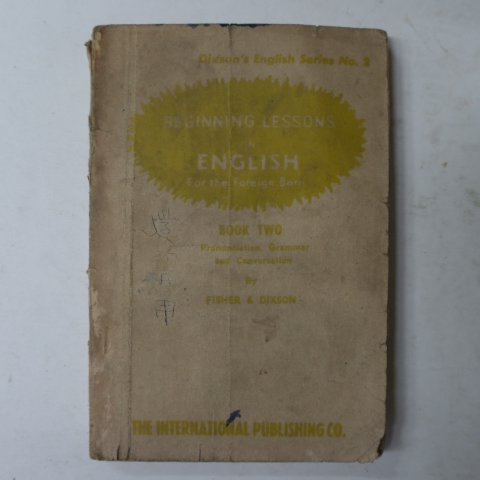 Dixson's English Series No. 2
BEGINNING LESSONS
IN
ENGLISH
For the Foreign Born
BOOK TWO
Pronunciation, Grammar
and Conversation
By
FISHER & DIXSON
THE INTERNATIONAL PUBLISHING CO.